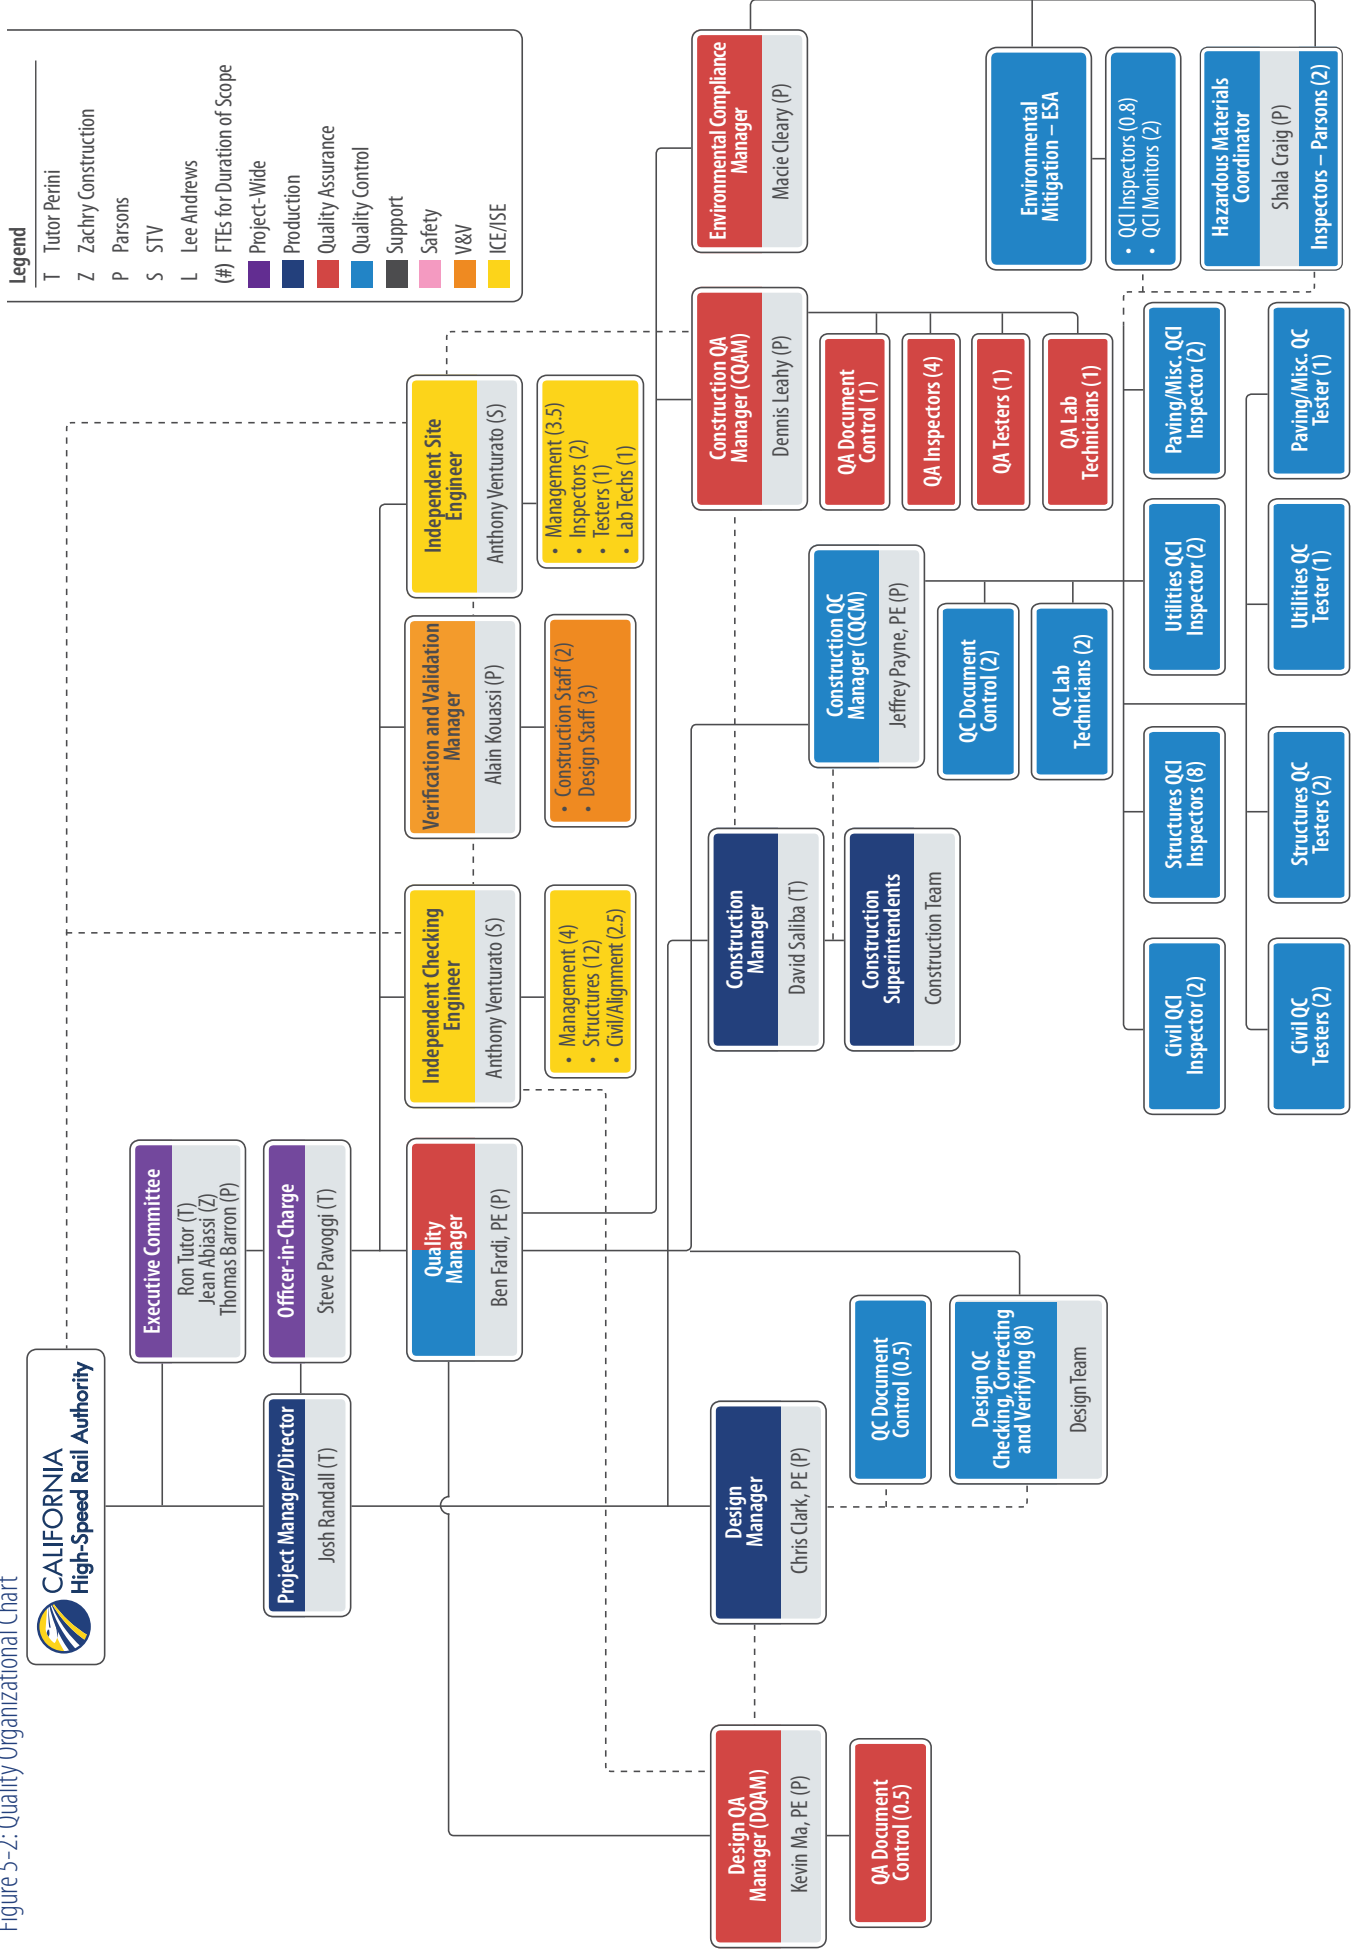 Figure 5–2: Quality Organizational Chart
CALIFORNIA
High-Speed Rail Authority
Legend
T Tutor Perini
Z Zachry Construction
P Parsons
S STV
L Lee Andrews
(#) FTEs for Duration of Scope
Project-Wide
Production
Quality Assurance
Quality Control
Support
Safety
V&V
ICE/ISE
Executive Committee
Ron Tutor (T)
Jean Abiassi (Z)
Thomas Barron (P)
Project Manager/Director
Josh Randall (T)
Officer-in-Charge
Steve Pavoggi (T)
Quality
Manager
Ben Fardi, PE (P)
Independent Checking
Engineer
Anthony Venturato (S)
• Management (4)
• Structures (12)
• Civil/Alignment (2.5)
Verification and Validation
Manager
Alain Kouassi (P)
• Construction Staff (2)
• Design Staff (3)
Independent Site
Engineer
Anthony Venturato (S)
• Management (3.5)
• Inspectors (2)
• Testers (1)
• Lab Techs (1)
Design QA
Manager (DQAM)
Kevin Ma, PE (P)
QA Document
Control (0.5)
Design
Manager
Chris Clark, PE (P)
QC Document
Control (0.5)
Design QC
Checking, Correcting
and Verifying (8)
Design Team
Construction
Manager
David Saliba (T)
Construction
Superintendents
Construction Team
Construction QC
Manager (CQCM)
Jeffrey Payne, PE (P)
QC Document
Control (2)
QC Lab
Technicians (2)
Construction QA
Manager (CQAM)
Dennis Leahy (P)
QA Document
Control (1)
QA Inspectors (4)
QA Testers (1)
QA Lab
Technicians (1)
Environmental Compliance
Manager
Macie Cleary (P)
Environmental
Mitigation – ESA
• QCI Inspectors (0.8)
• QCI Monitors (2)
Hazardous Materials
Coordinator
Shala Craig (P)
Inspectors – Parsons (2)
Civil QCI
Inspector (2)
Structures QCI
Inspectors (8)
Utilities QCI
Inspector (2)
Paving/Misc. QCI
Inspector (2)
Civil QC
Testers (2)
Structures QC
Testers (2)
Utilities QC
Tester (1)
Paving/Misc. QC
Tester (1)